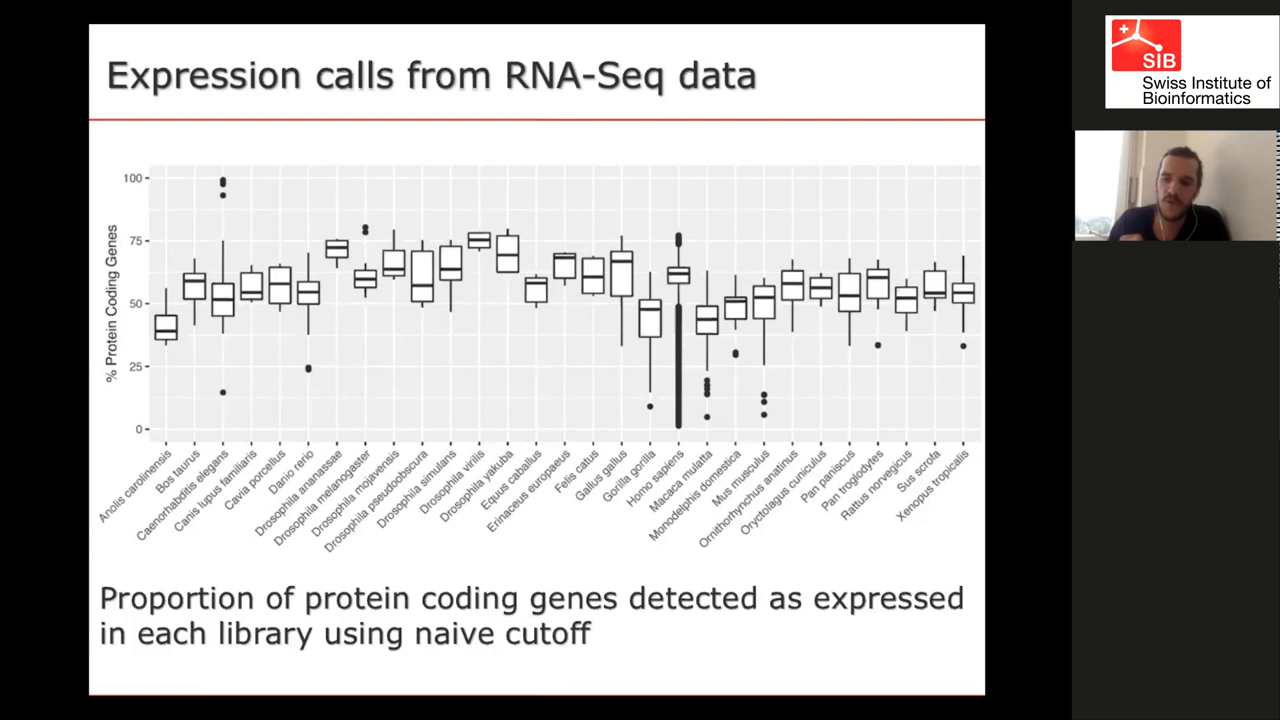 Expression calls from RNA-Seq data
SIB
Swiss Institute of
Bioinformatics
% Protein Coding Genes
100
75
50
25
0
Anolis carolinensis
Bos taurus
Caenorhabditis elegans
Canis lupus familiaris
Cavia porcellus
Danio rerio
Drosophila ananassae
Drosophila melanogaster
Drosophila mojavensis
Drosophila pseudoobscura
Drosophila simulans
Drosophila virilis
Drosophila yakuba
Equus caballus
Erinaceus europaeus
Felis catus
Gallus gallus
Gorilla gorilla
Homo sapiens
Macaca mulatta
Monodelphis domestica
Mus musculus
Ornithorhynchus anatinus
Oryctolagus cuniculus
Pan paniscus
Pan troglodytes
Rattus norvegicus
Sus scrofa
Xenopus tropicalis
Proportion of protein coding genes detected as expressed
in each library using naive cutoff